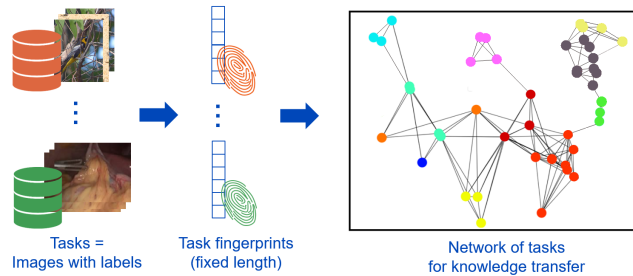 Tasks =
Images with labels
Task fingerprints
(fixed length)
Network of tasks
for knowledge transfer